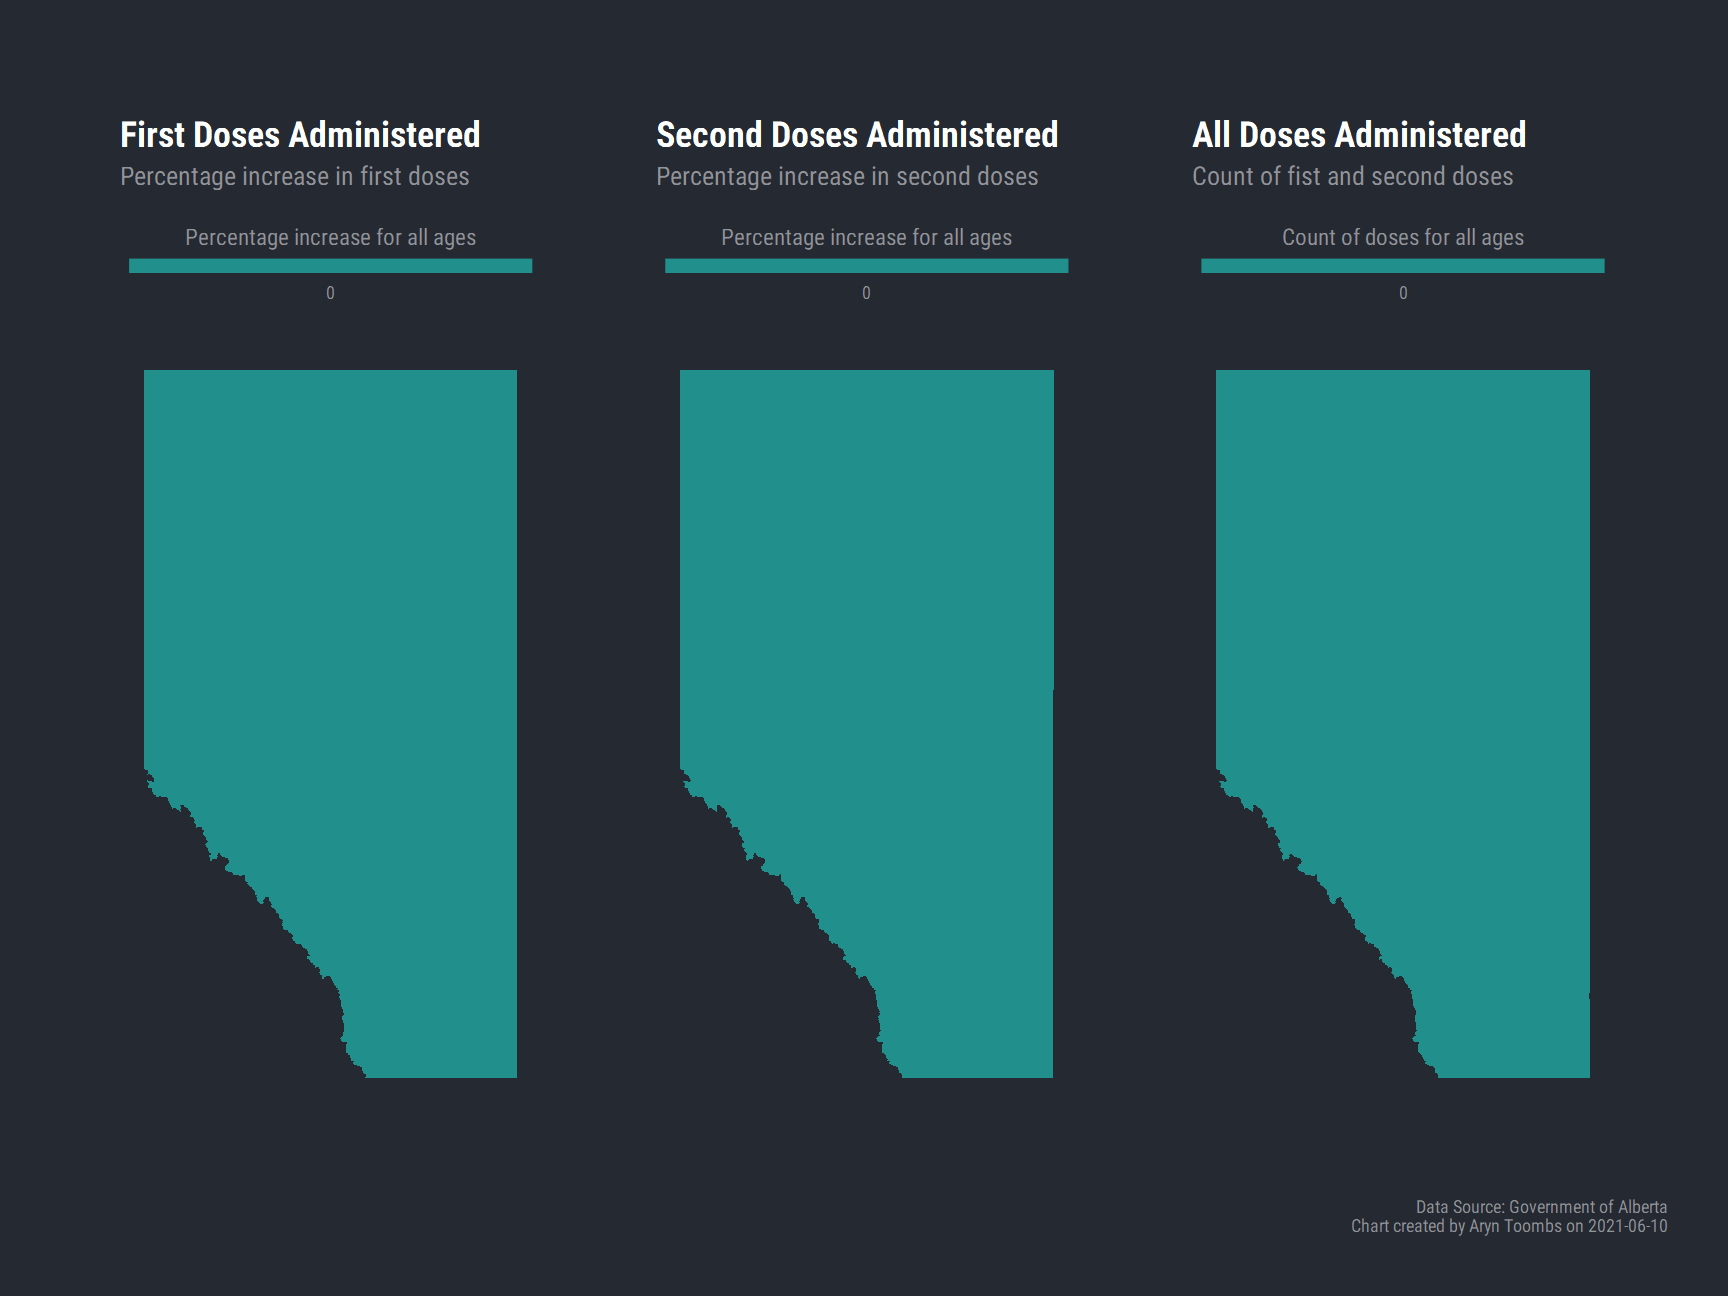 First Doses Administered
Percentage increase in first doses
Percentage increase for all ages
0
Second Doses Administered
Percentage increase in second doses
Percentage increase for all ages
0
All Doses Administered
Count of fist and second doses
Count of doses for all ages
0
Data Source: Government of Alberta
Chart created by Aryn Toombs on 2021-06-10